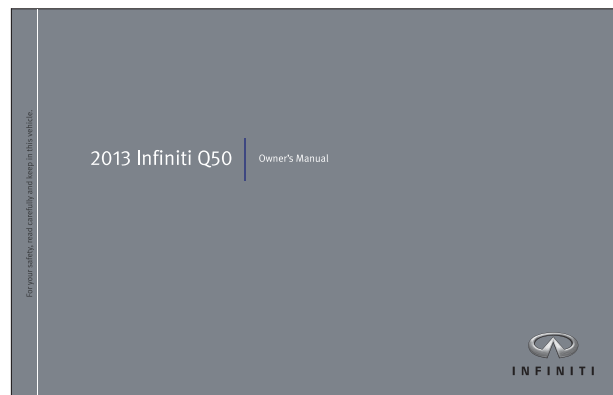 For your safety, read carefully and keep in this vehicle.
2013 Infiniti Q50
Owner's Manual
INFINITI